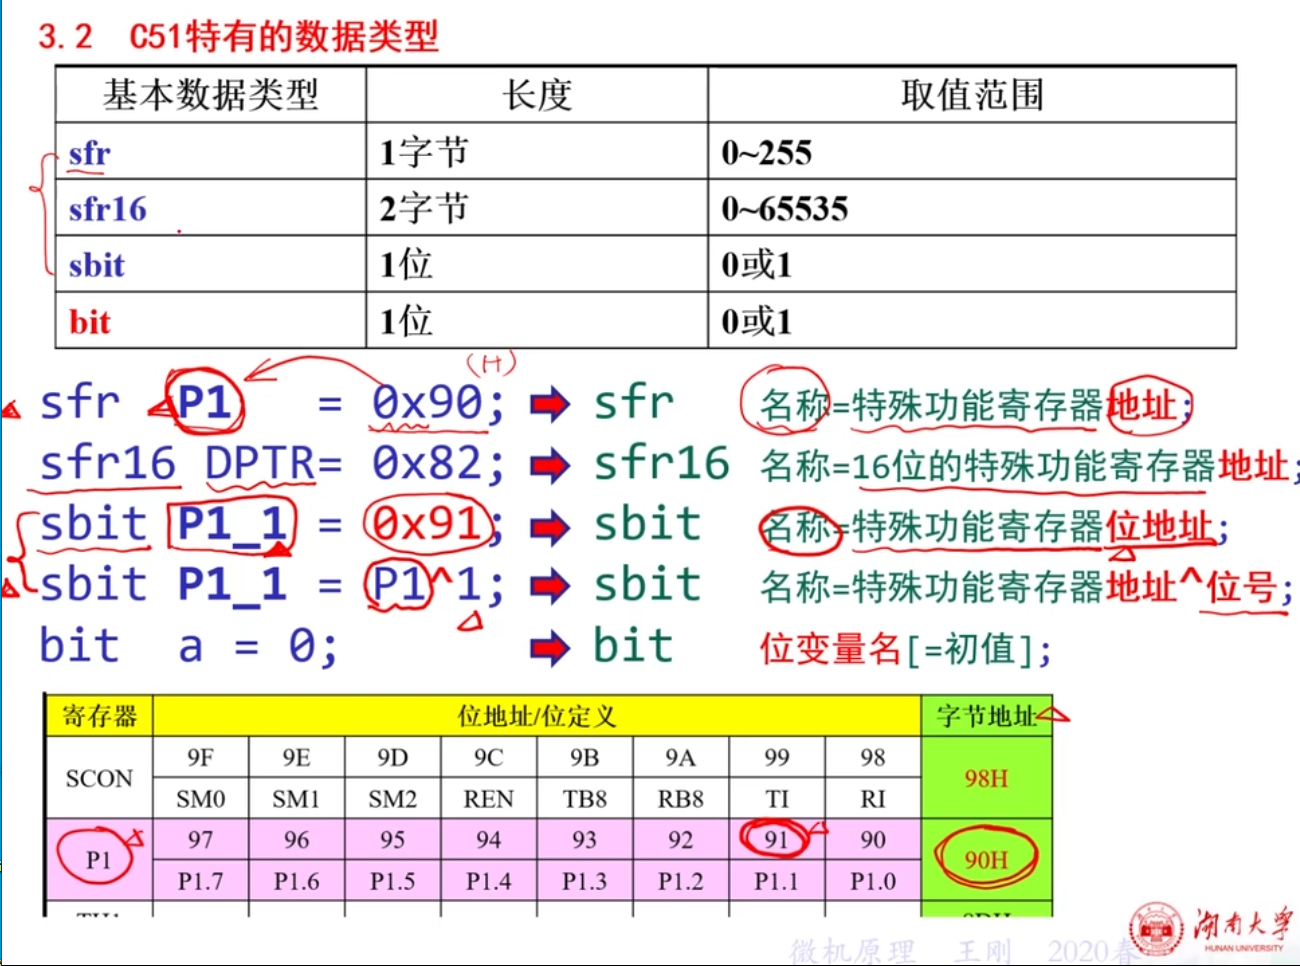 3.2 C51特有的数据类型
基本数据类型 长度 取值范围
sfr 1字节 0~255
sfr16 2字节 0~65535
sbit 1位 0或1
bit 1位 0或1
(H)
sfr P1 = 0x90; sfr 名称=特殊功能寄存器地址;
sfr16 DPTR= 0x82; sfr16 名称=16位的特殊功能寄存器地址;
sbit P1_1 = 0x91; sbit 名称=特殊功能寄存器位地址;
sbit P1_1 = P1^1; sbit 名称=特殊功能寄存器地址^位号;
bit a = 0; bit 位变量名[=初值];
寄存器 位地址/位定义 字节地址
9F 9E 9D 9C 9B 9A 99 98
SCON 98H
SM0 SM1 SM2 REN TB8 RB8 TI RI
97 96 95 94 93 92 91 90
P1 90H
P1.7 P1.6 P1.5 P1.4 P1.3 P1.2 P1.1 P1.0
湖南大学
HUNAN UNIVERSITY
微机原理 王刚 2020春